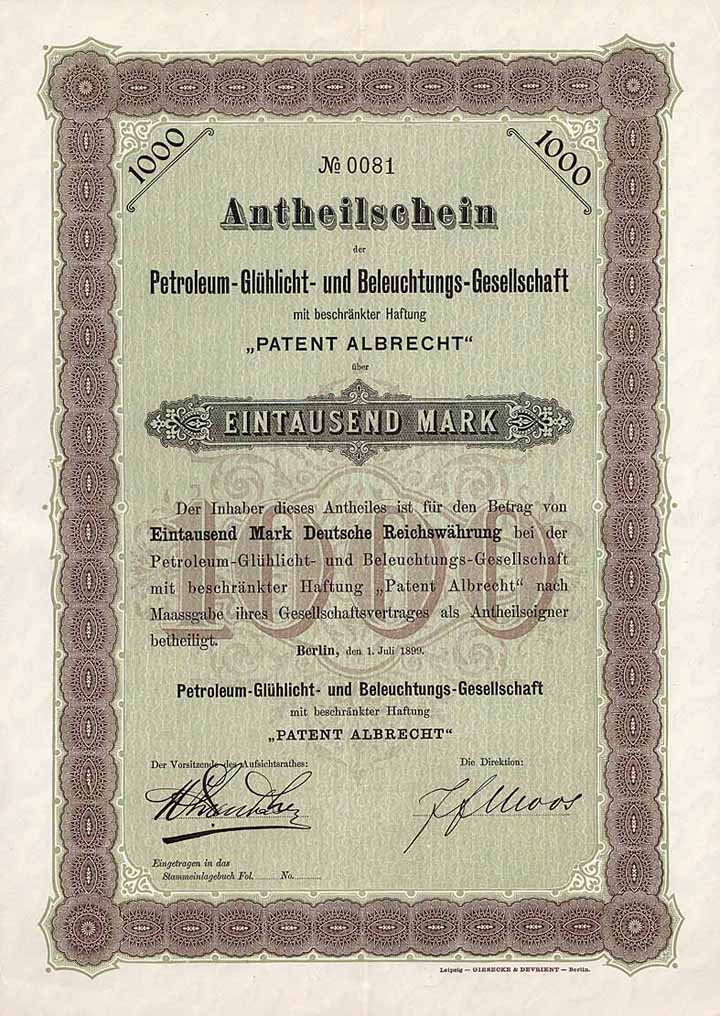 1000
1000
№ 0081
Antheilschein
der
Petroleum-Glühlicht- und Beleuchtungs-Gesellschaft
mit beschränkter Haftung
„PATENT ALBRECHT“
über
EINTAUSEND MARK
1000
Der Inhaber dieses Antheiles ist für den Betrag von
Eintausend Mark Deutsche Reichswährung bei der
Petroleum-Glühlicht- und Beleuchtungs-Gesellschaft
mit beschränkter Haftung „Patent Albrecht“ nach
Maassgabe ihres Gesellschaftsvertrages als Antheilseigner
betheiligt.
Berlin, den 1. Juli 1899.
Petroleum-Glühlicht- und Beleuchtungs-Gesellschaft
mit beschränkter Haftung
„PATENT ALBRECHT“
Der Vorsitzende des Aufsichtsrathes:
Die Direktion:
Eingetragen in das
Stammeinlagebuch Fol. No.
Leipzig — GIESECKE & DEVRIENT — Berlin.